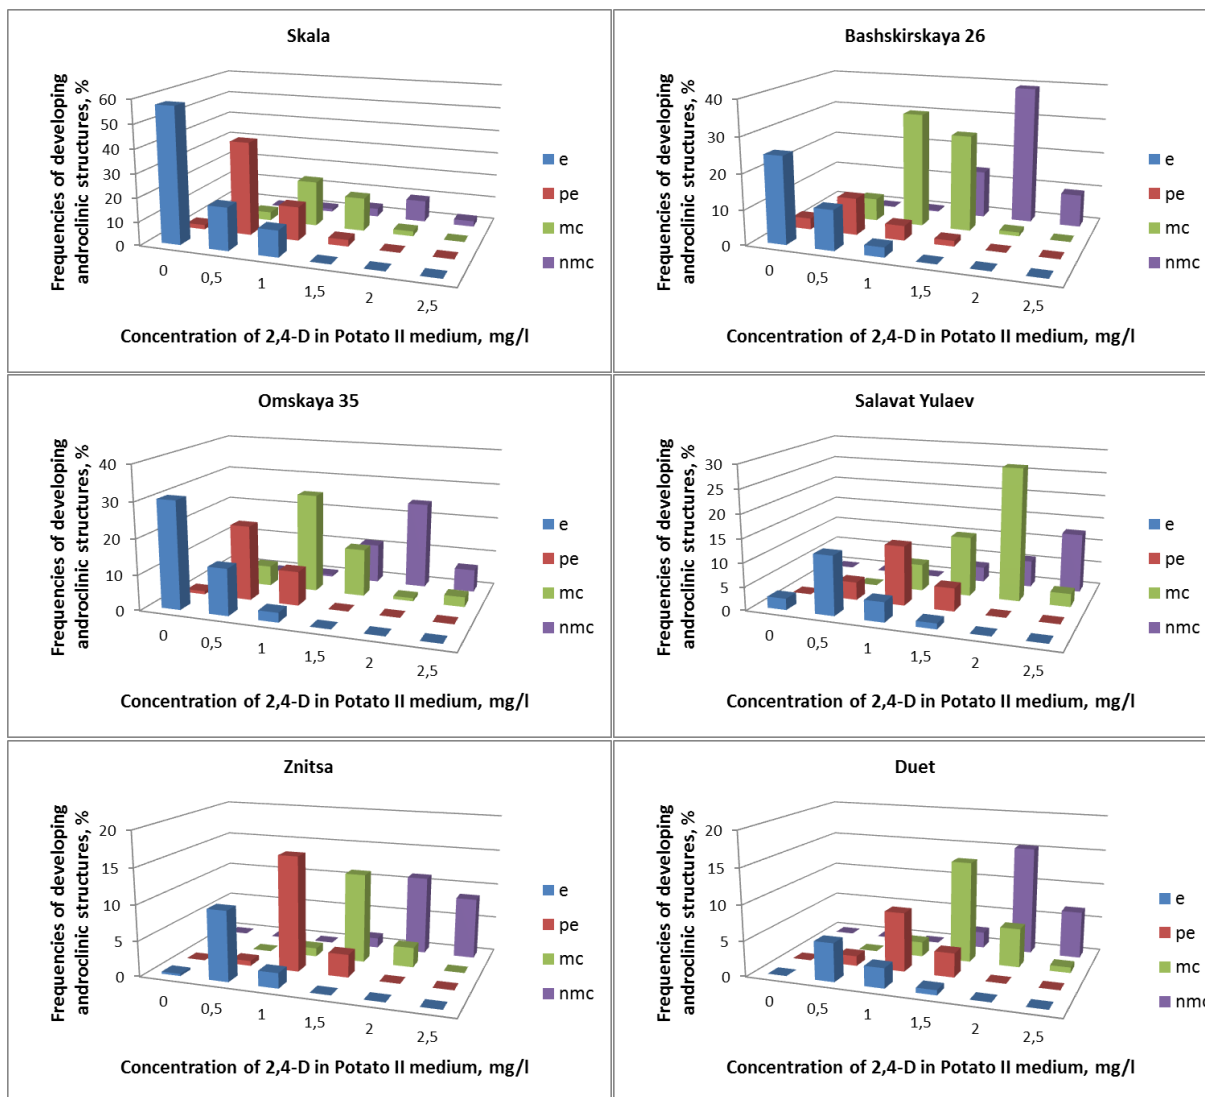 Skala
Frequencies of developing
androclinic structures, %
60
50
40
30
20
10
0
0
0,5
1
1,5
2
2,5
Concentration of 2,4-D in Potato II medium, mg/l
e
pe
mc
nmc
Bashskirskaya 26
Frequencies of developing
androclinic structures, %
40
30
20
10
0
0
0,5
1
1,5
2
2,5
Concentration of 2,4-D in Potato II medium, mg/l
e
pe
mc
nmc
Omskaya 35
Frequencies of developing
androclinic structures, %
40
30
20
10
0
0
0,5
1
1,5
2
2,5
Concentration of 2,4-D in Potato II medium, mg/l
e
pe
mc
nmc
Salavat Yulaev
Frequencies of developing
androclinic structures, %
30
25
20
15
10
5
0
0
0,5
1
1,5
2
2,5
Concentration of 2,4-D in Potato II medium, mg/l
e
pe
mc
nmc
Znitsa
Frequencies of developing
androclinic structures, %
20
15
10
5
0
0
0,5
1
1,5
2
2,5
Concentration of 2,4-D in Potato II medium, mg/l
e
pe
mc
nmc
Duet
Frequencies of developing
androclinic structures, %
20
15
10
5
0
0
0,5
1
1,5
2
2,5
Concentration of 2,4-D in Potato II medium, mg/l
e
pe
mc
nmc